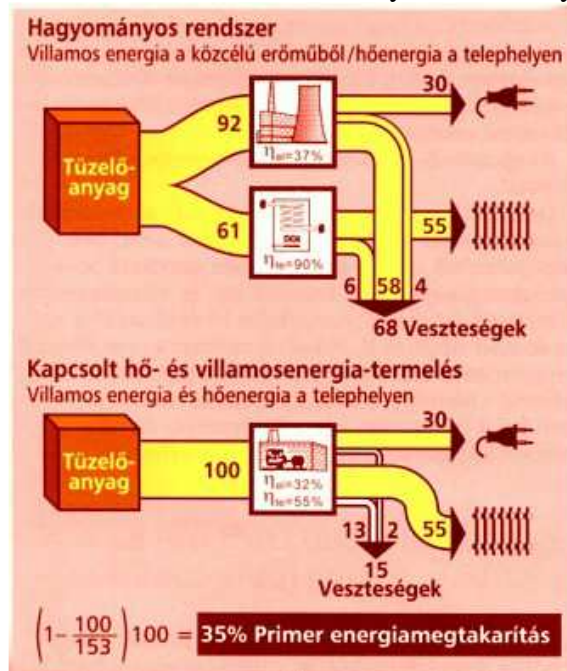 Hagyományos rendszer
Villamos energia a közcélú erőműből/hőenergia a telephelyen
Tüzelő-
anyag
92
ηel=37%
30
61
ηte=90%
55
6 58 4
68 Veszteségek
Kapcsolt hő- és villamosenergia-termelés
Villamos energia és hőenergia a telephelyen
Tüzelő-
anyag
100
ηel=32%
ηte=55%
30
13 2 55
15
Veszteségek
(1- 100/153) 100 = 35% Primer energiamegtakarítás